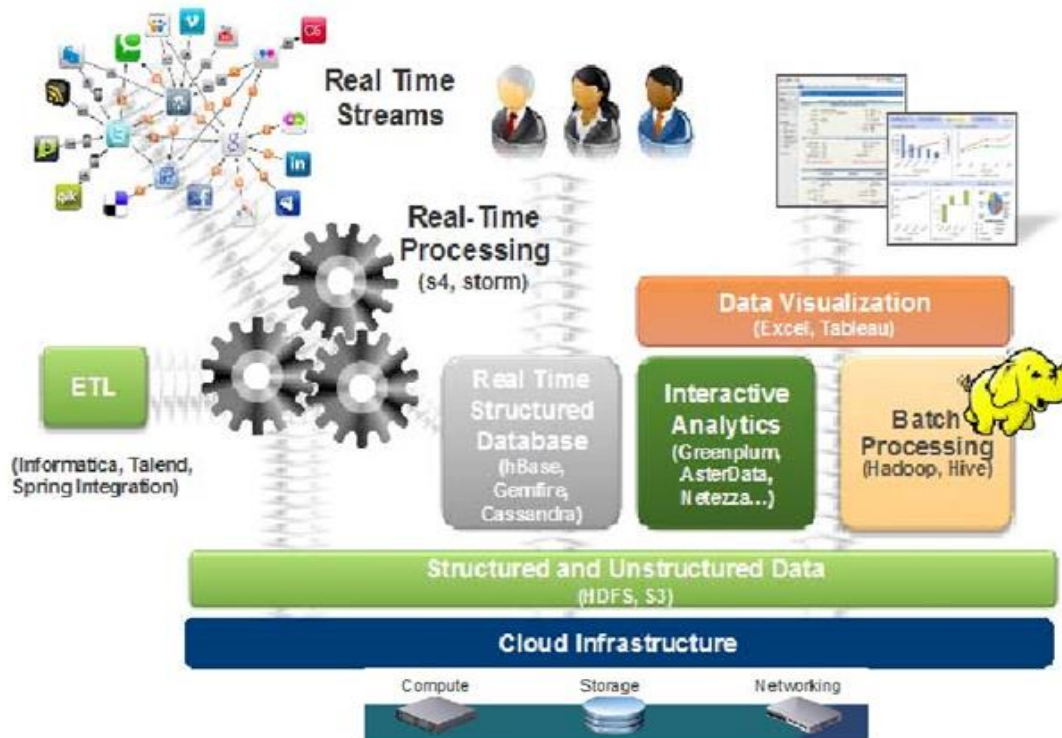 Real Time
Streams
Real-Time
Processing
(s4, storm)
Data Visualization
(Excel, Tableau)
ETL
(Informatica, Talend,
Spring Integration)
Real Time
Structured
Database
(hBase,
Gemfire,
Cassandra)
Interactive
Analytics
(Greenplum,
AsterData,
Netezza...)
Batch
Processing
(Hadoop, Hive)
Structured and Unstructured Data
(HDFS, S3)
Cloud Infrastructure
Compute
Storage
Networking
qik
in